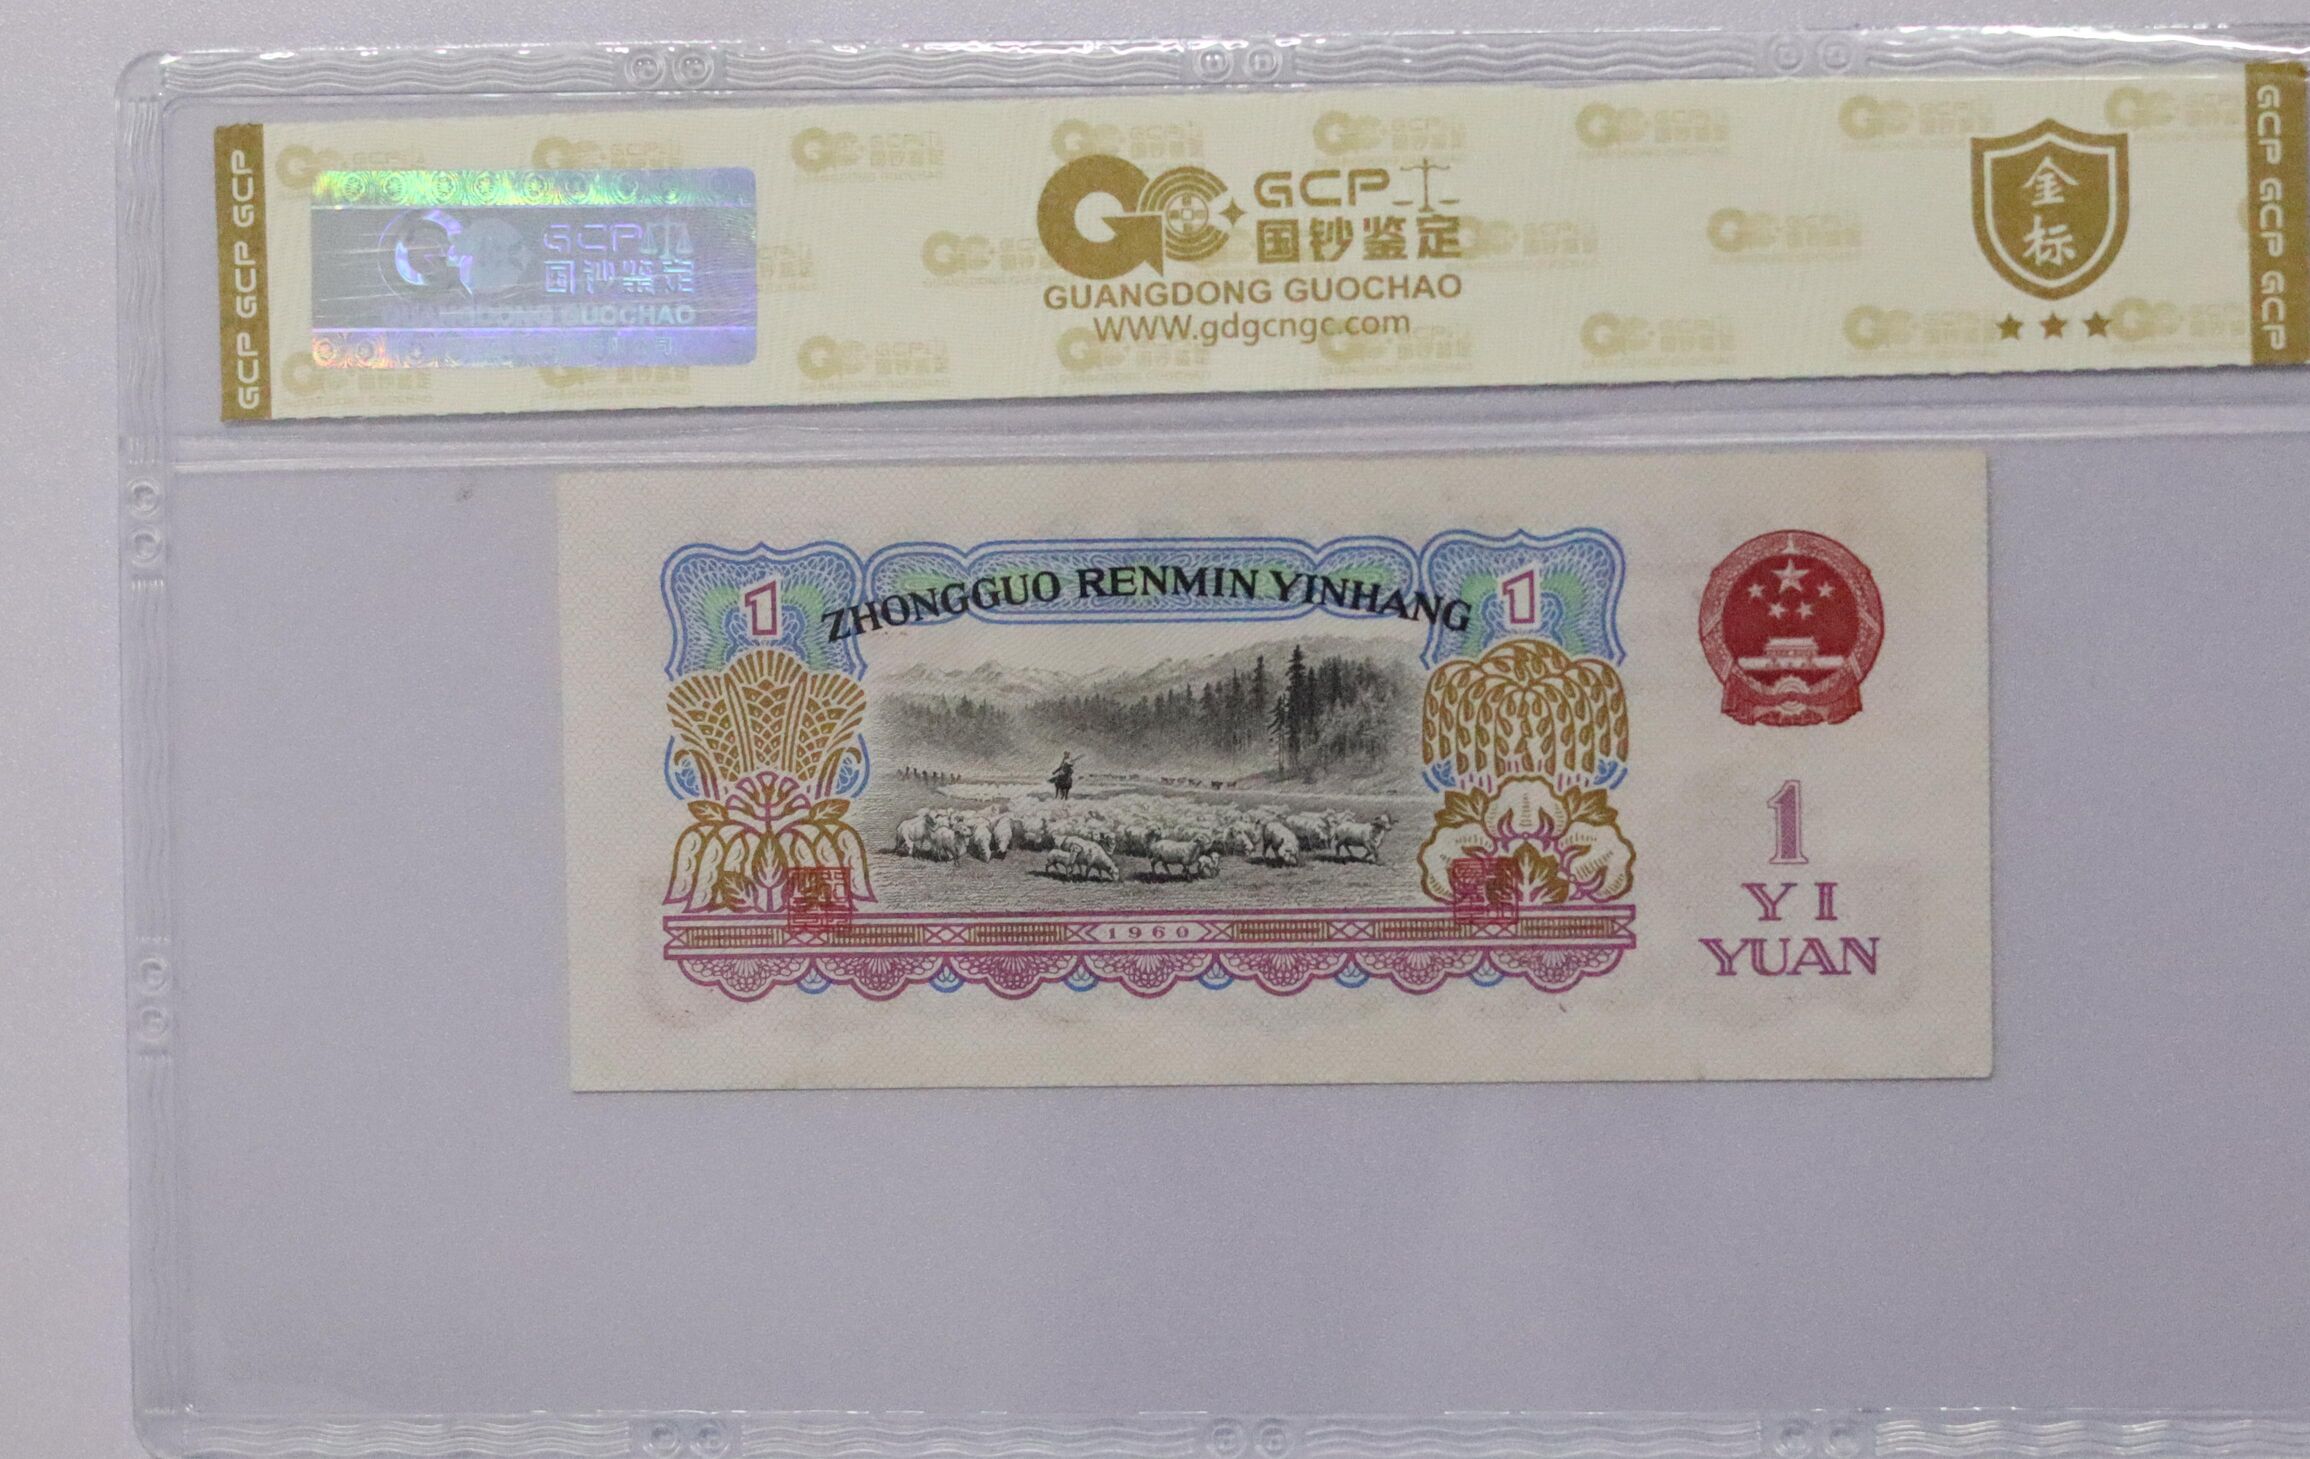 GCP GCP GCP
GCP
国钞鉴定
GUANGDONG GUOCHAO
GCP
国钞鉴定
GUANGDONG GUOCHAO
WWW.gdgcngc.com
金标
GCP GCP GCP
ZHONGGUO RENMIN YINHANG
1
1
1960
1
YI
YUAN